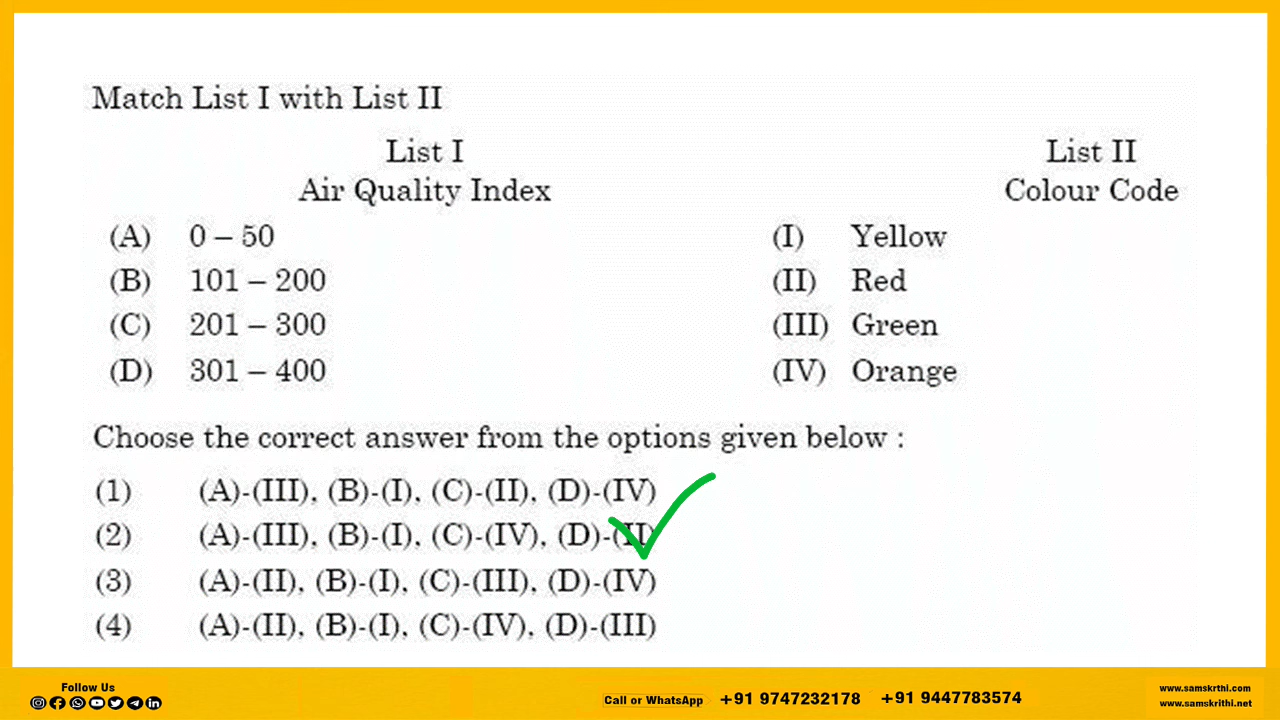 Match List I with List II
List I List II
Air Quality Index Colour Code
(A) 0 – 50 (I) Yellow
(B) 101 – 200 (II) Red
(C) 201 – 300 (III) Green
(D) 301 – 400 (IV) Orange
Choose the correct answer from the options given below :
(1) (A)-(III), (B)-(I), (C)-(II), (D)-(IV)
(2) (A)-(III), (B)-(I), (C)-(IV), (D)-(II)
(3) (A)-(II), (B)-(I), (C)-(III), (D)-(IV)
(4) (A)-(II), (B)-(I), (C)-(IV), (D)-(III)
Follow Us
Call or WhatsApp +91 9747232178 +91 9447783574
www.samskrthi.com
www.samskrithi.net